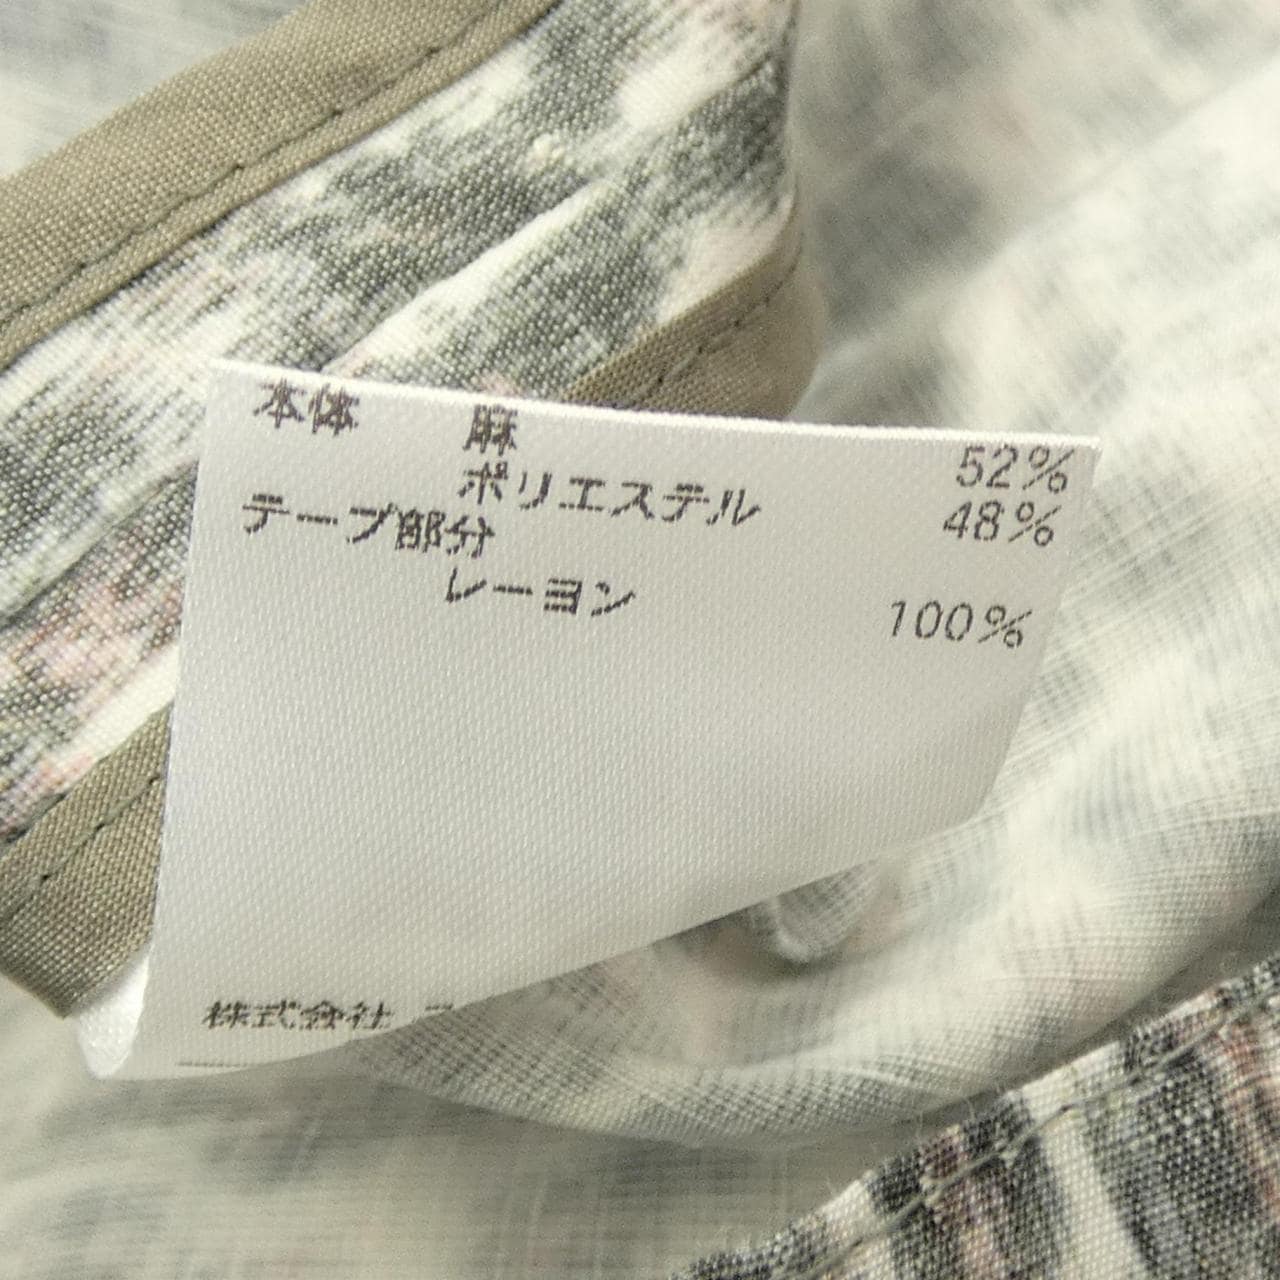 本体 麻 52%
ポリエステル 48%
テープ部分
レーヨン 100%
株式会社